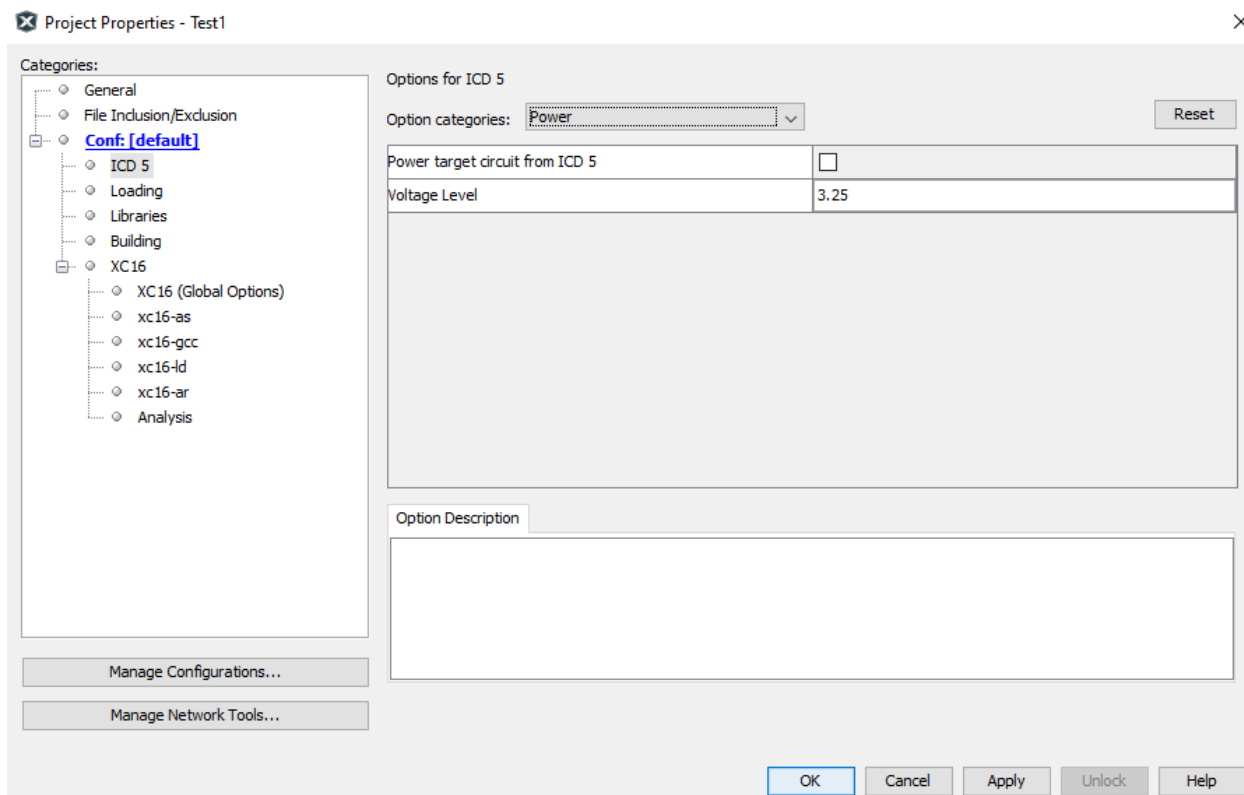 Project Properties - Test1
Categories:
General
File Inclusion/Exclusion
Conf: [default]
ICD 5
Loading
Libraries
Building
XC16
XC16 (Global Options)
xc16-as
xc16-gcc
xc16-ld
xc16-ar
Analysis
Manage Configurations...
Manage Network Tools...
Options for ICD 5
Option categories: Power
Reset
Power target circuit from ICD 5
Voltage Level 3.25
Option Description
OK Cancel Apply Unlock Help